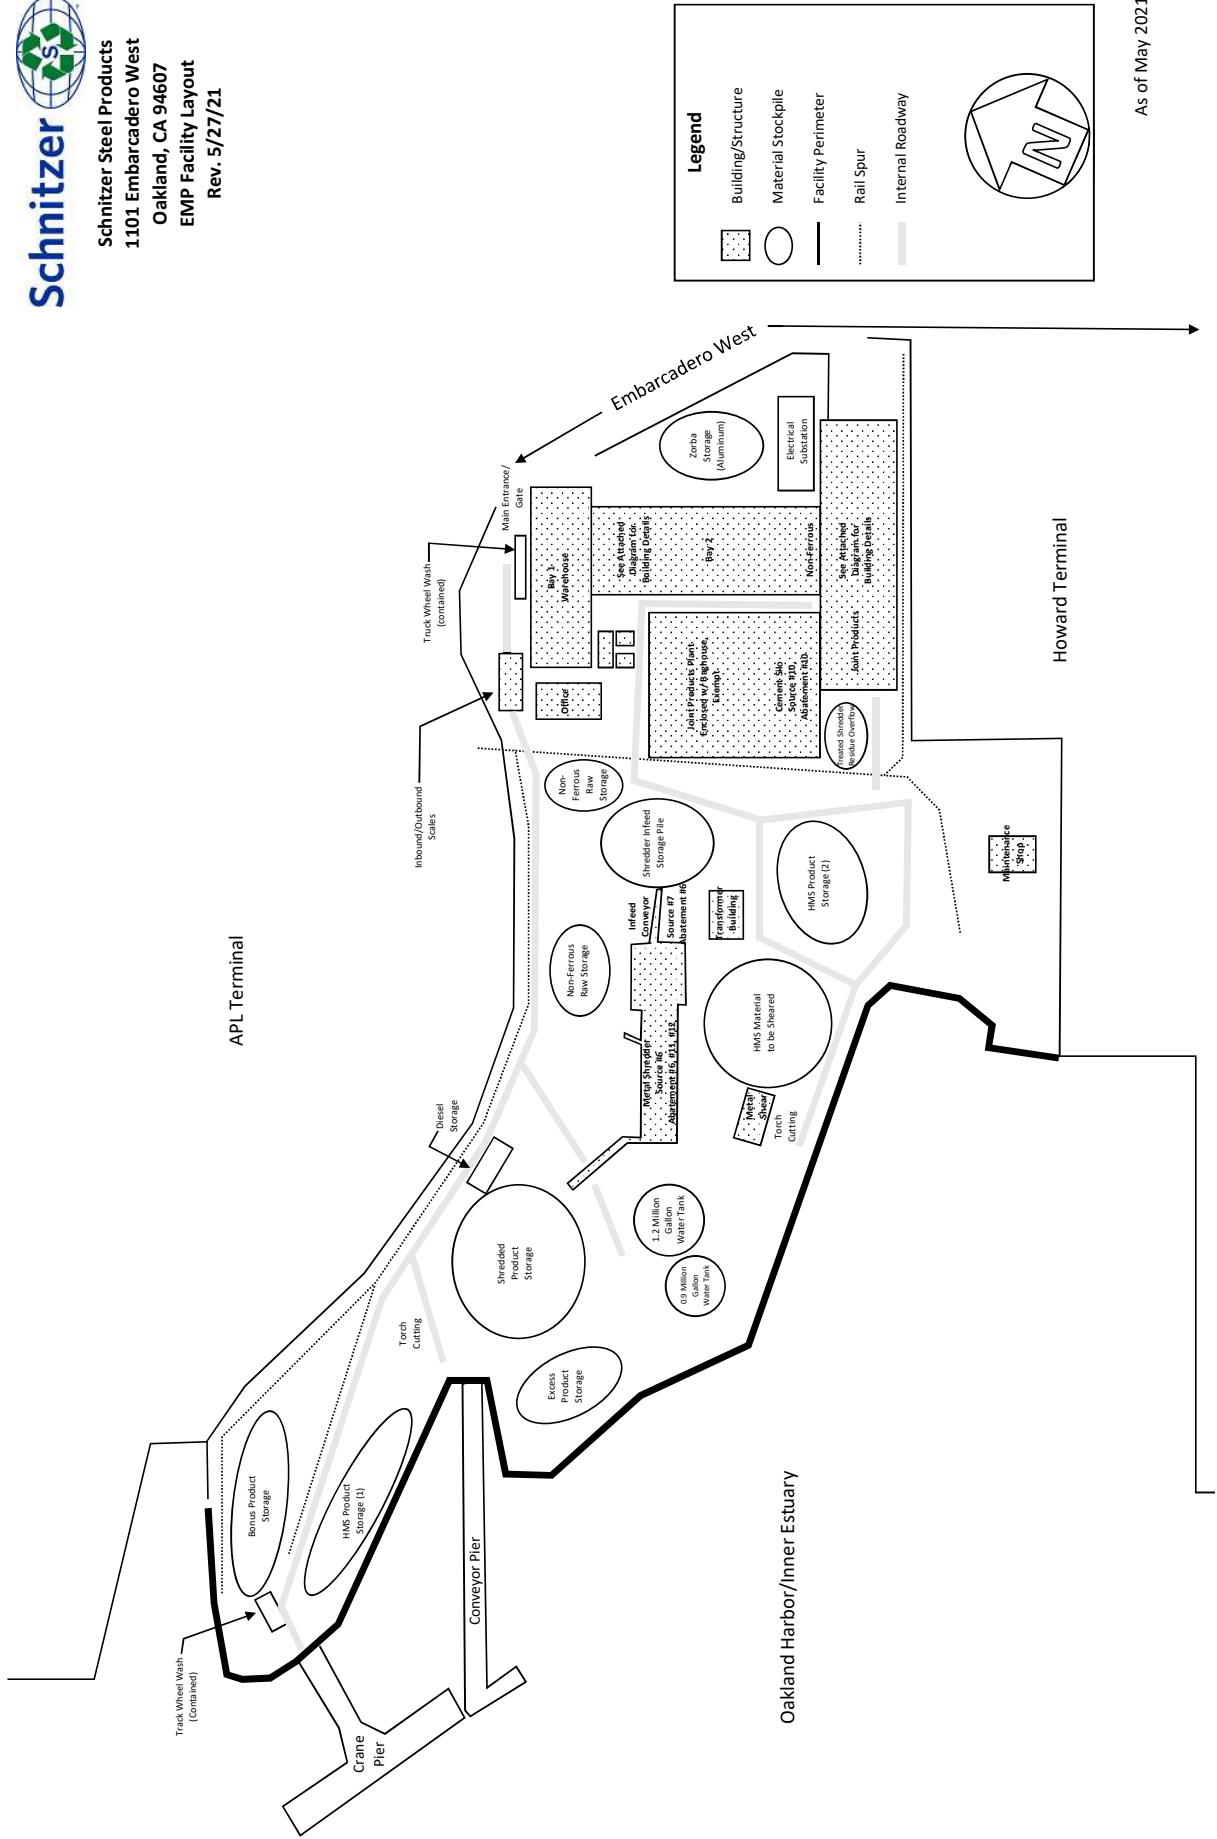 Schnitzer
S
Schnitzer Steel Products
1101 Embarcadero West
Oakland, CA 94607
EMP Facility Layout
Rev. 5/27/21
Legend
Building/Structure
Material Stockpile
Facility Perimeter
Rail Spur
Internal Roadway
N
As of May 2021
APL Terminal
Howard Terminal
Embarcadero West
Oakland Harbor/Inner Estuary
Track Wheel Wash
(Contained)
Bonus Product
Storage
HMS Product
Storage (1)
Crane
Pier
Conveyor Pier
Torch
Cutting
Excess
Product
Storage
Shredded
Product
Storage
Diesel
Storage
0.9 Million
Gallon
Water Tank
1.2 Million
Gallon
Water Tank
Metal Shredder
Source #6
Abatement #6, #11, #12
Infeed
Conveyor
Source #7
Abatement #6
Non-Ferrous
Raw Storage
Metal
Shear
Torch
Cutting
HMS Material
to be Sheared
Transformer
Building
HMS Product
Storage (2)
Shredder Infeed
Storage Pile
Non-
Ferrous
Raw
Storage
Maintenance
Shop
Inbound/Outbound
Scales
Office
Truck Wheel Wash
(contained)
Main Entrance/
Gate
Bay 1
Warehouse
See Attached
Diagram for
Building Details
Bay 2
Non-Ferrous
Joint Products Plant
Enclosed w/ Baghouse,
Exempt
Cement Silo
Source #10,
Abatement #10
Treated Shredder
Residue Overflow
Joint Products
See Attached
Diagram for
Building Details
Zorba
Storage
(Aluminum)
Electrical
Substation